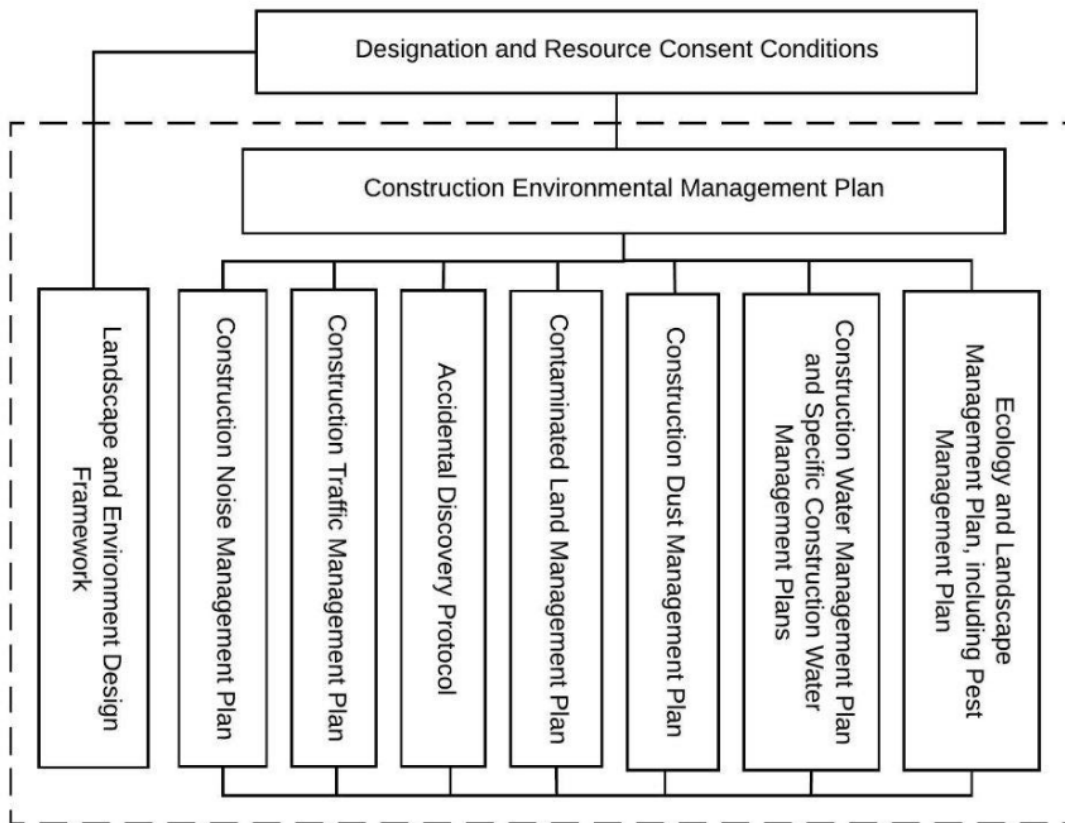 Designation and Resource Consent Conditions
Construction Environmental Management Plan
Landscape and Environment Design
Framework
Construction Noise Management Plan
Construction Traffic Management Plan
Accidental Discovery Protocol
Contaminated Land Management Plan
Construction Dust Management Plan
Construction Water Management Plan
and Specific Construction Water
Management Plans
Ecology and Landscape
Management Plan, including Pest
Management Plan